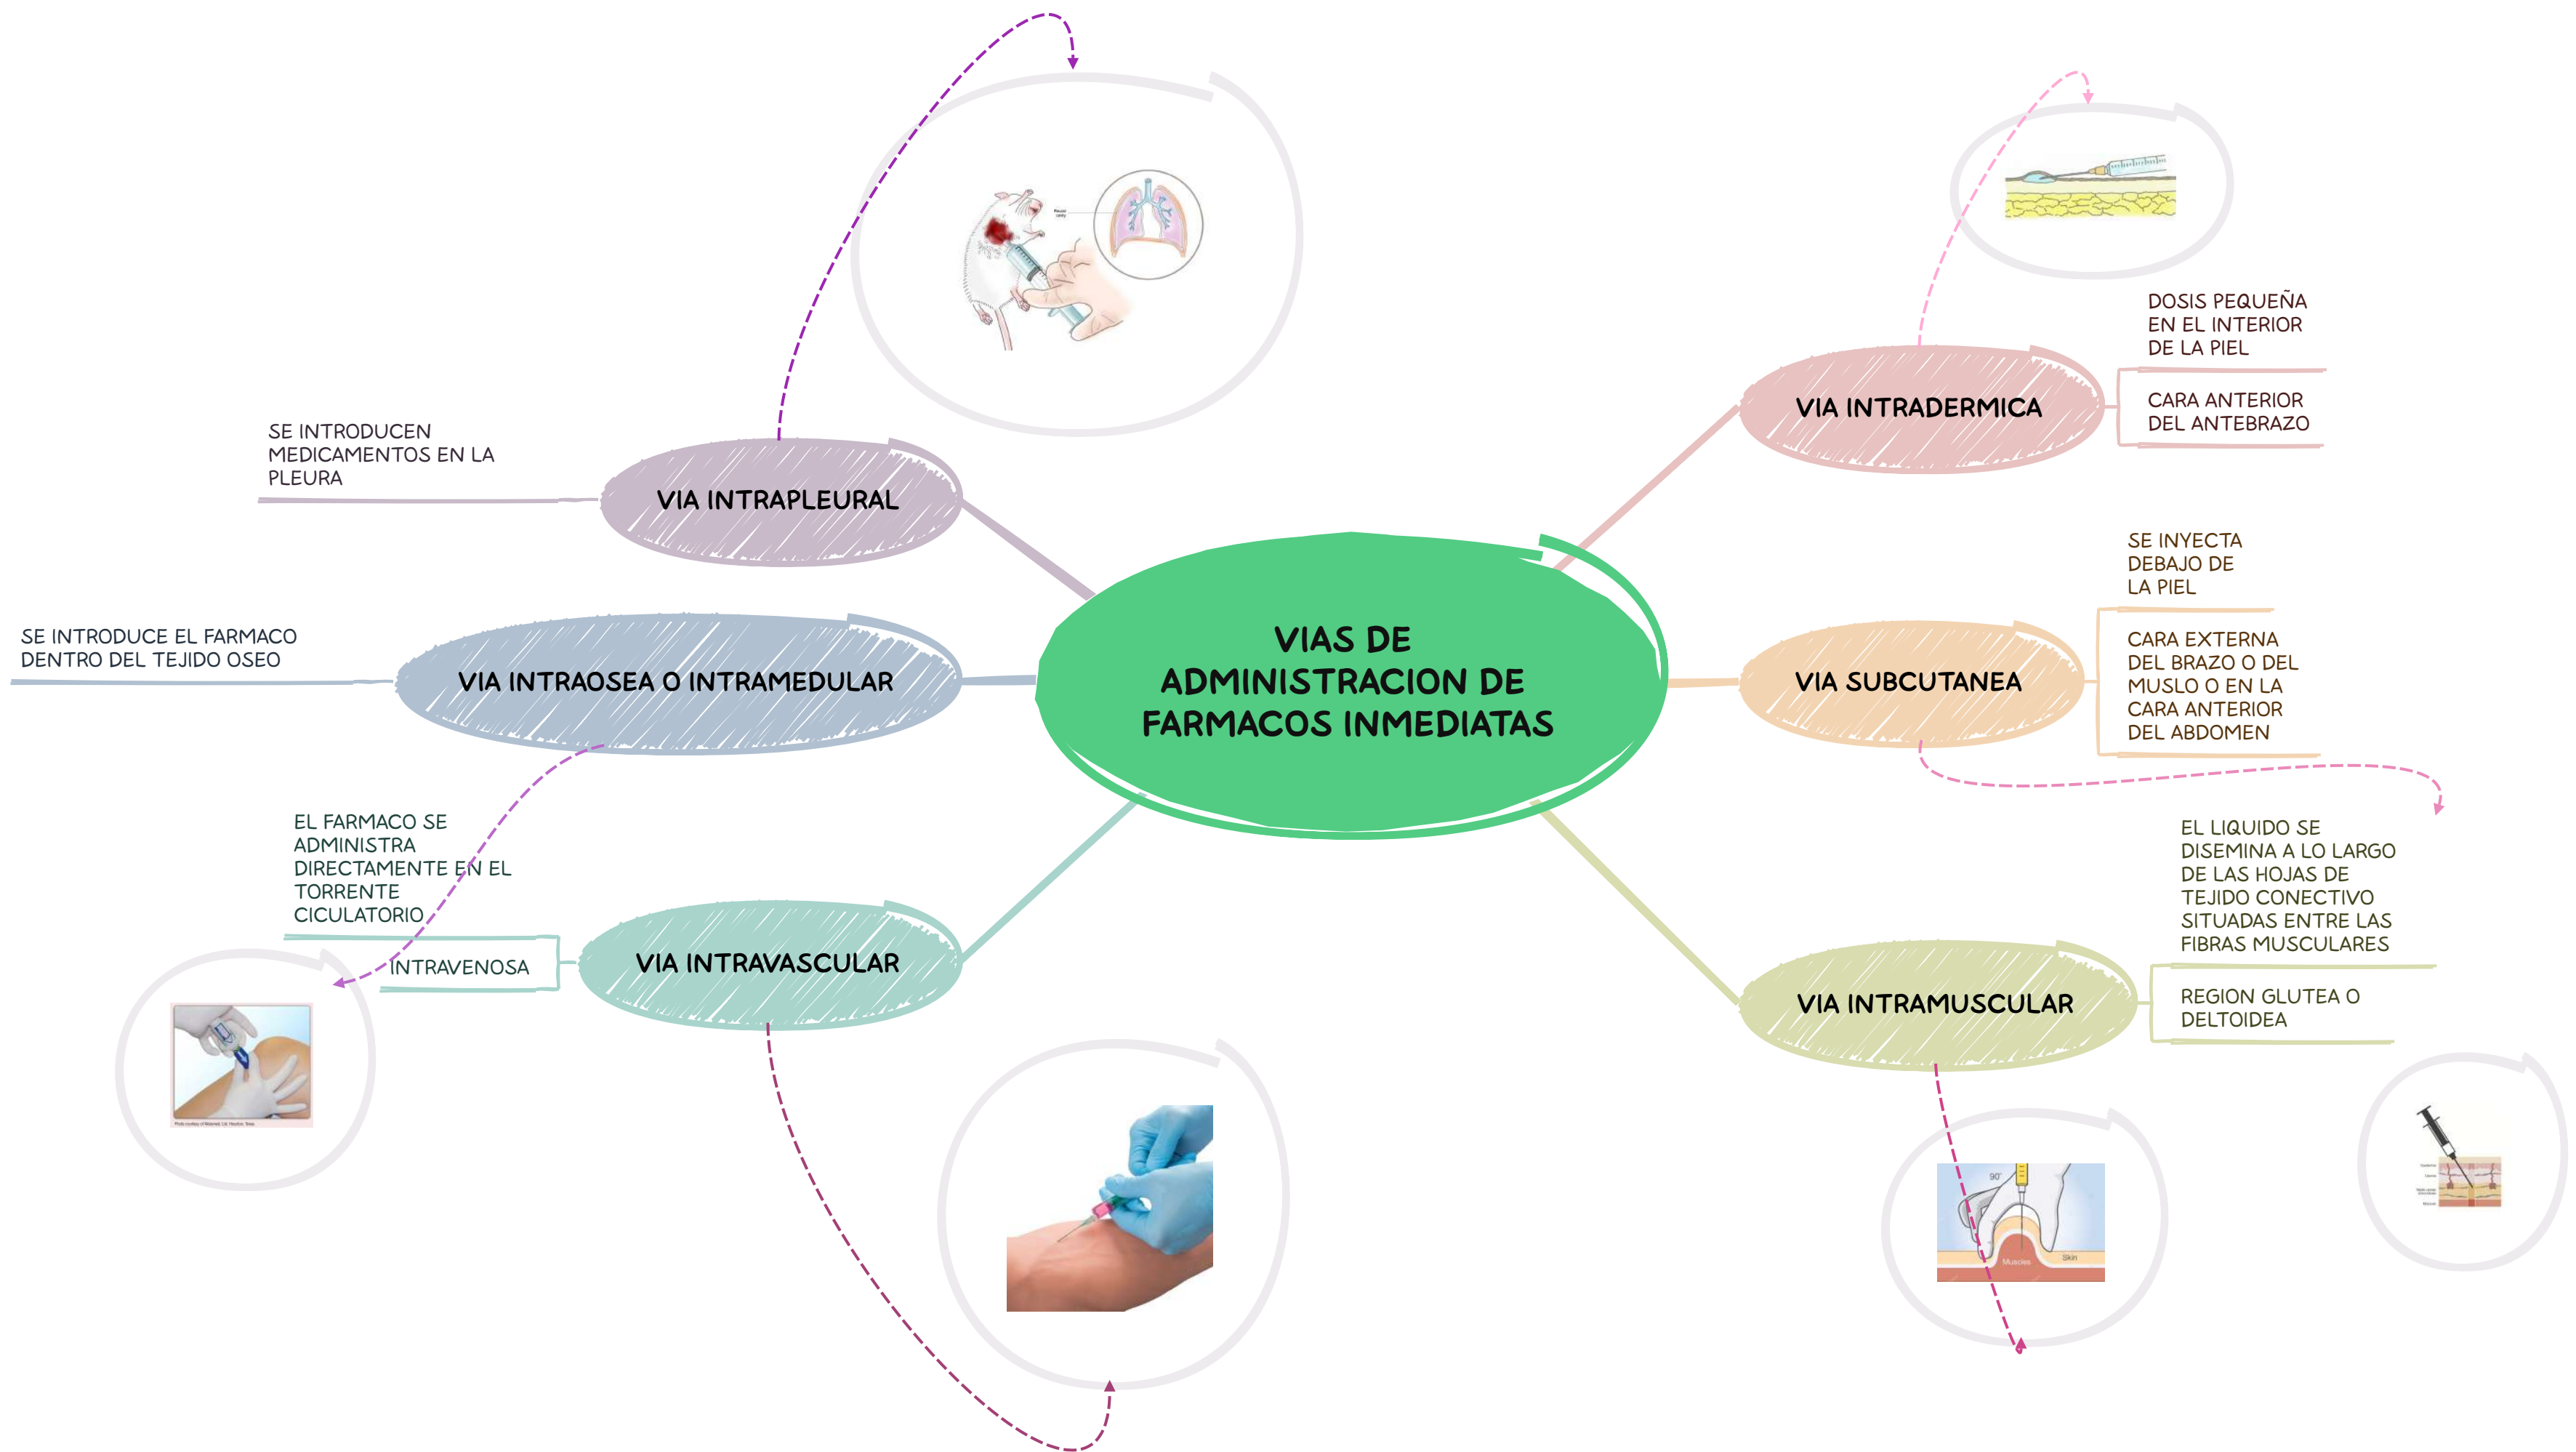 VIAS DE
ADMINISTRACION DE
FARMACOS INMEDIATAS
VIA INTRADERMICA
DOSIS PEQUEÑA
EN EL INTERIOR
DE LA PIEL
CARA ANTERIOR
DEL ANTEBRAZO
VIA SUBCUTANEA
SE INYECTA
DEBAJO DE
LA PIEL
CARA EXTERNA
DEL BRAZO O DEL
MUSLO O EN LA
CARA ANTERIOR
DEL ABDOMEN
VIA INTRAMUSCULAR
EL LIQUIDO SE
DISEMINA A LO LARGO
DE LAS HOJAS DE
TEJIDO CONECTIVO
SITUADAS ENTRE LAS
FIBRAS MUSCULARES
REGION GLUTEA O
DELTOIDEA
90°
Muscles
Skin
VIA INTRAPLEURAL
SE INTRODUCEN
MEDICAMENTOS EN LA
PLEURA
Pleural
cavity
VIA INTRAOSEA O INTRAMEDULAR
SE INTRODUCE EL FARMACO
DENTRO DEL TEJIDO OSEO
VIA INTRAVASCULAR
EL FARMACO SE
ADMINISTRA
DIRECTAMENTE EN EL
TORRENTE
CICULATORIO
INTRAVENOSA